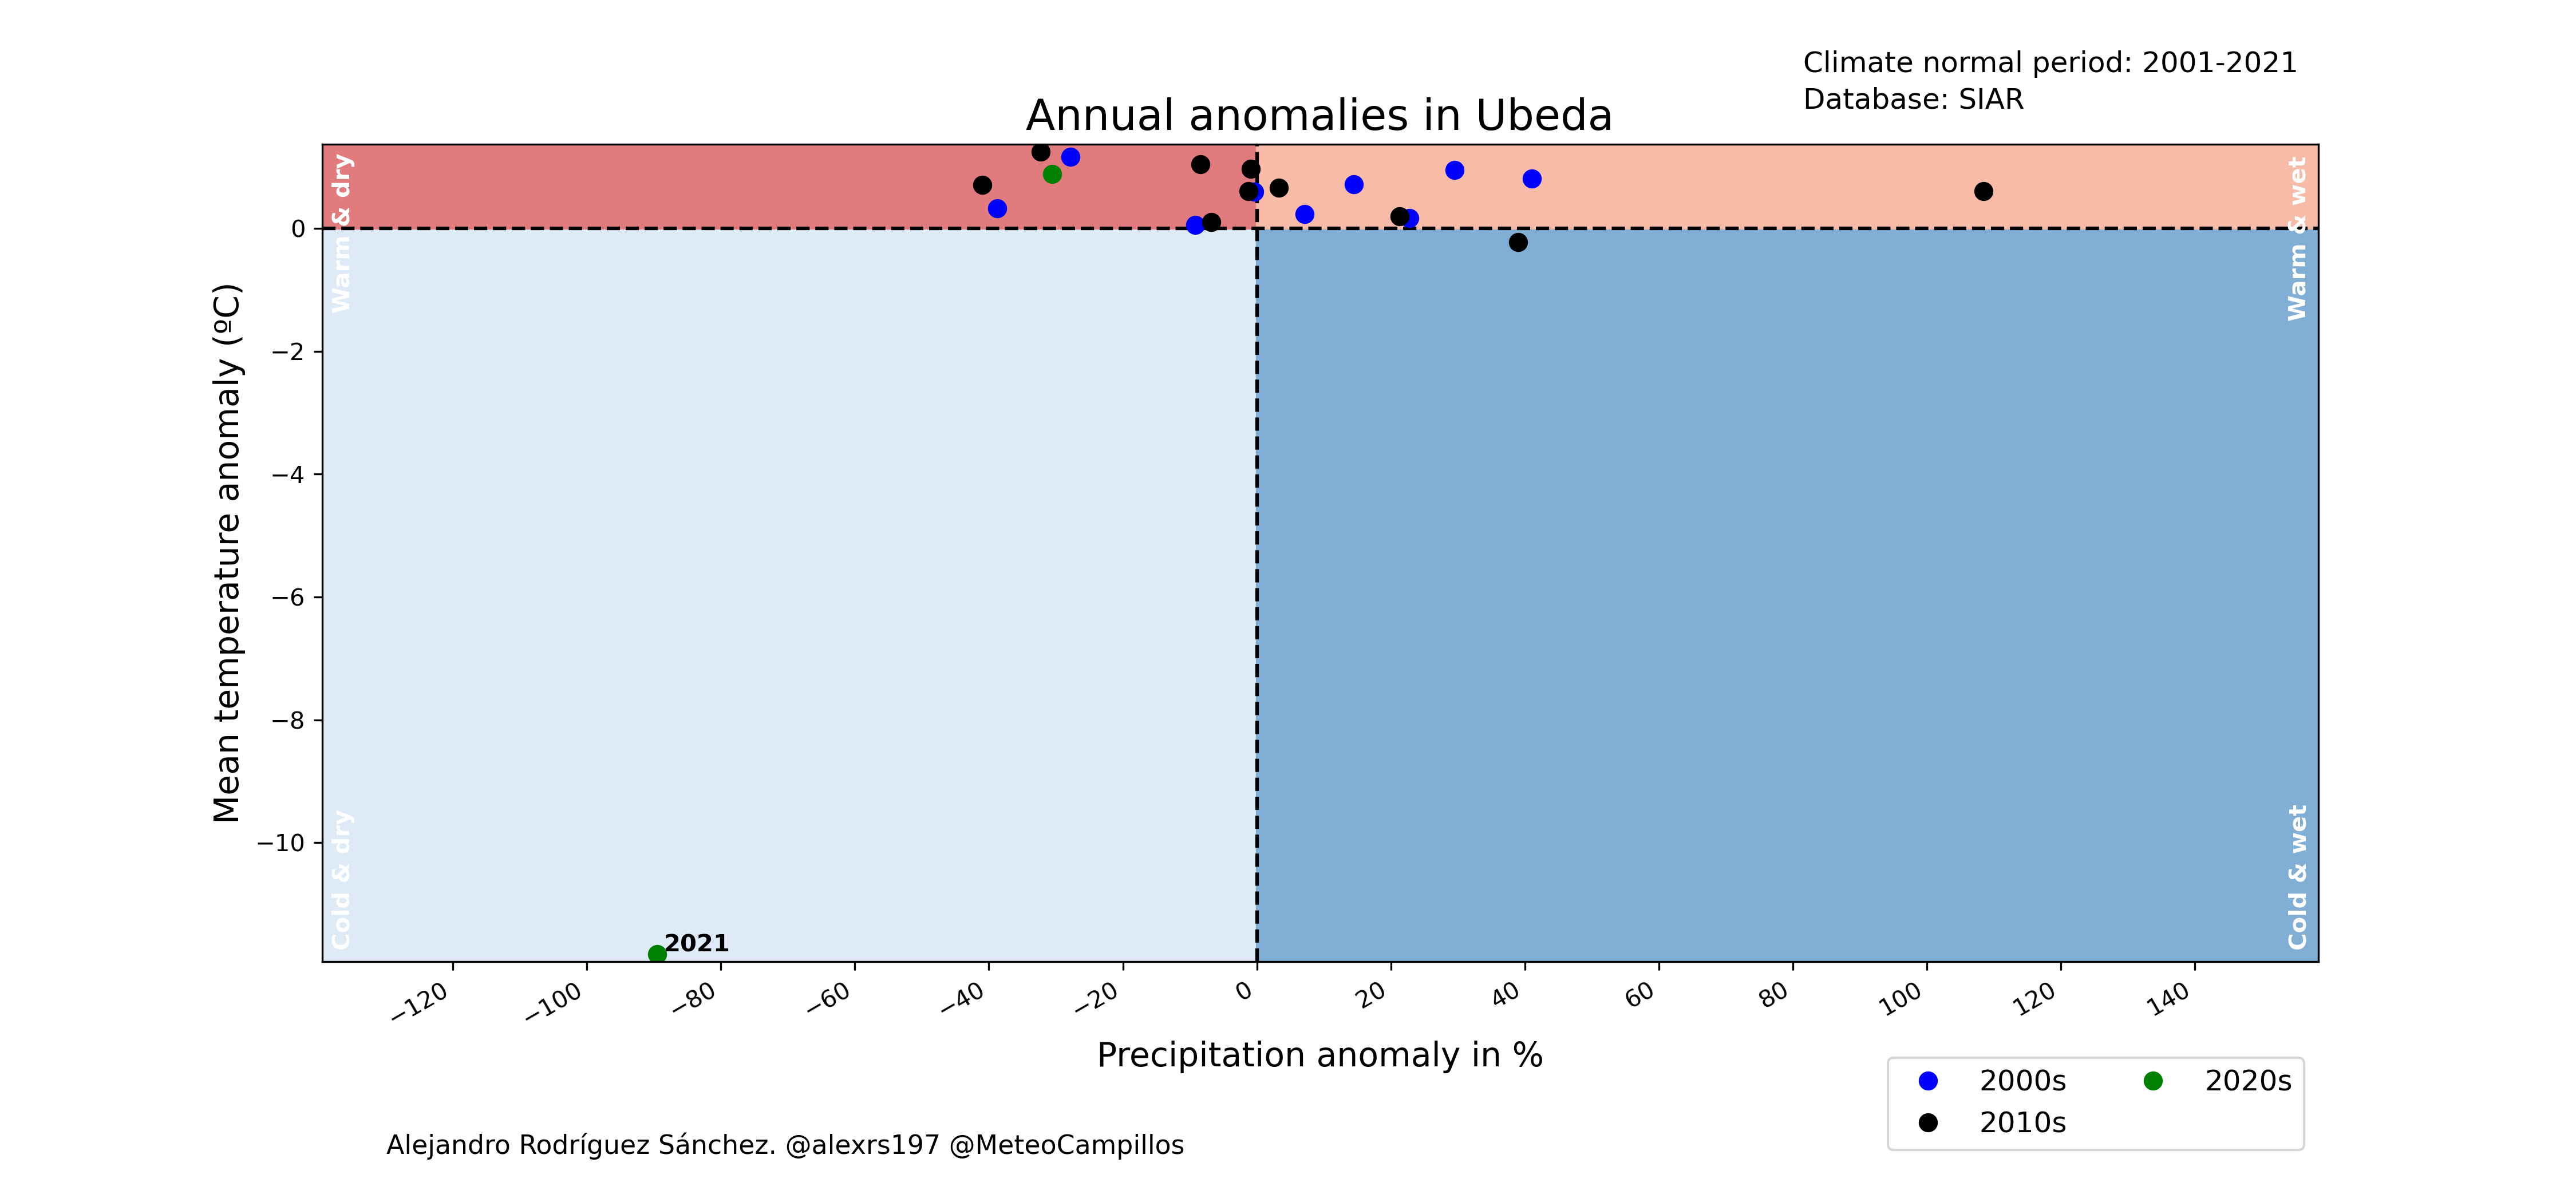 Climate normal period: 2001-2021
Database: SIAR
Annual anomalies in Ubeda
Warm & dry
Warm & wet
Cold & dry
Cold & wet
Mean temperature anomaly (ºC)
0
−2
−4
−6
−8
−10
2021
−120
−100
−80
−60
−40
−20
0
20
40
60
80
100
120
140
Precipitation anomaly in %
2000s
2010s
2020s
Alejandro Rodríguez Sánchez. @alexrs197 @MeteoCampillos